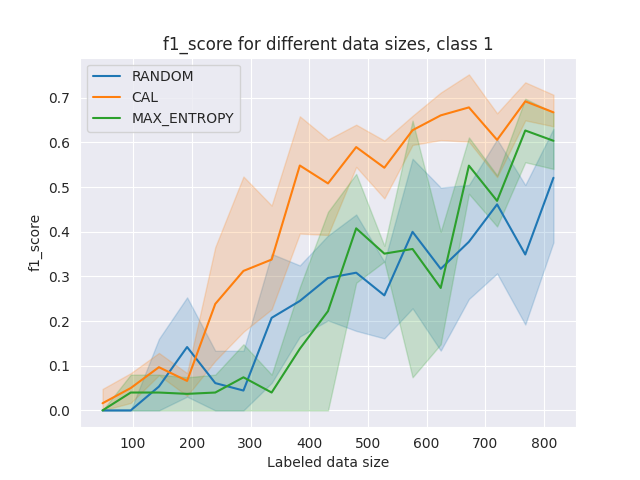 f1_score for different data sizes, class 1
RANDOM
CAL
MAX_ENTROPY
0.7
0.6
0.5
0.4
0.3
0.2
0.1
0.0
f1_score
100
200
300
400
500
600
700
800
Labeled data size